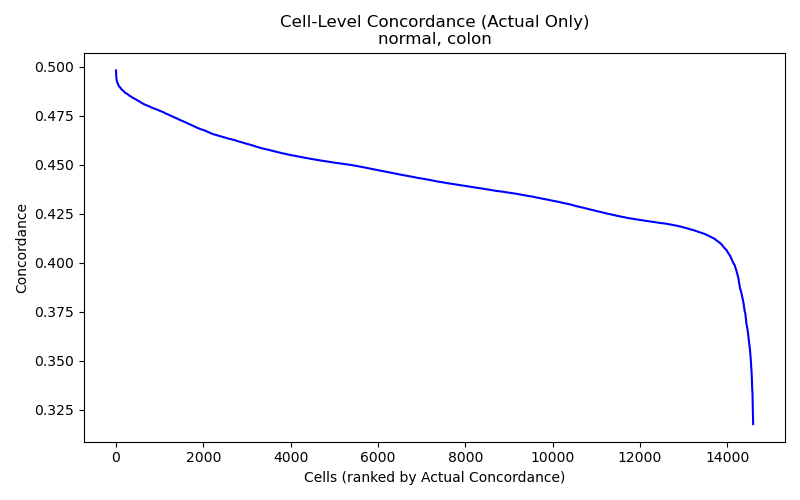 Cell-Level Concordance (Actual Only)
normal, colon
0.500
0.475
0.450
0.425
0.400
0.375
0.350
0.325
Concordance
0 2000 4000 6000 8000 10000 12000 14000
Cells (ranked by Actual Concordance)